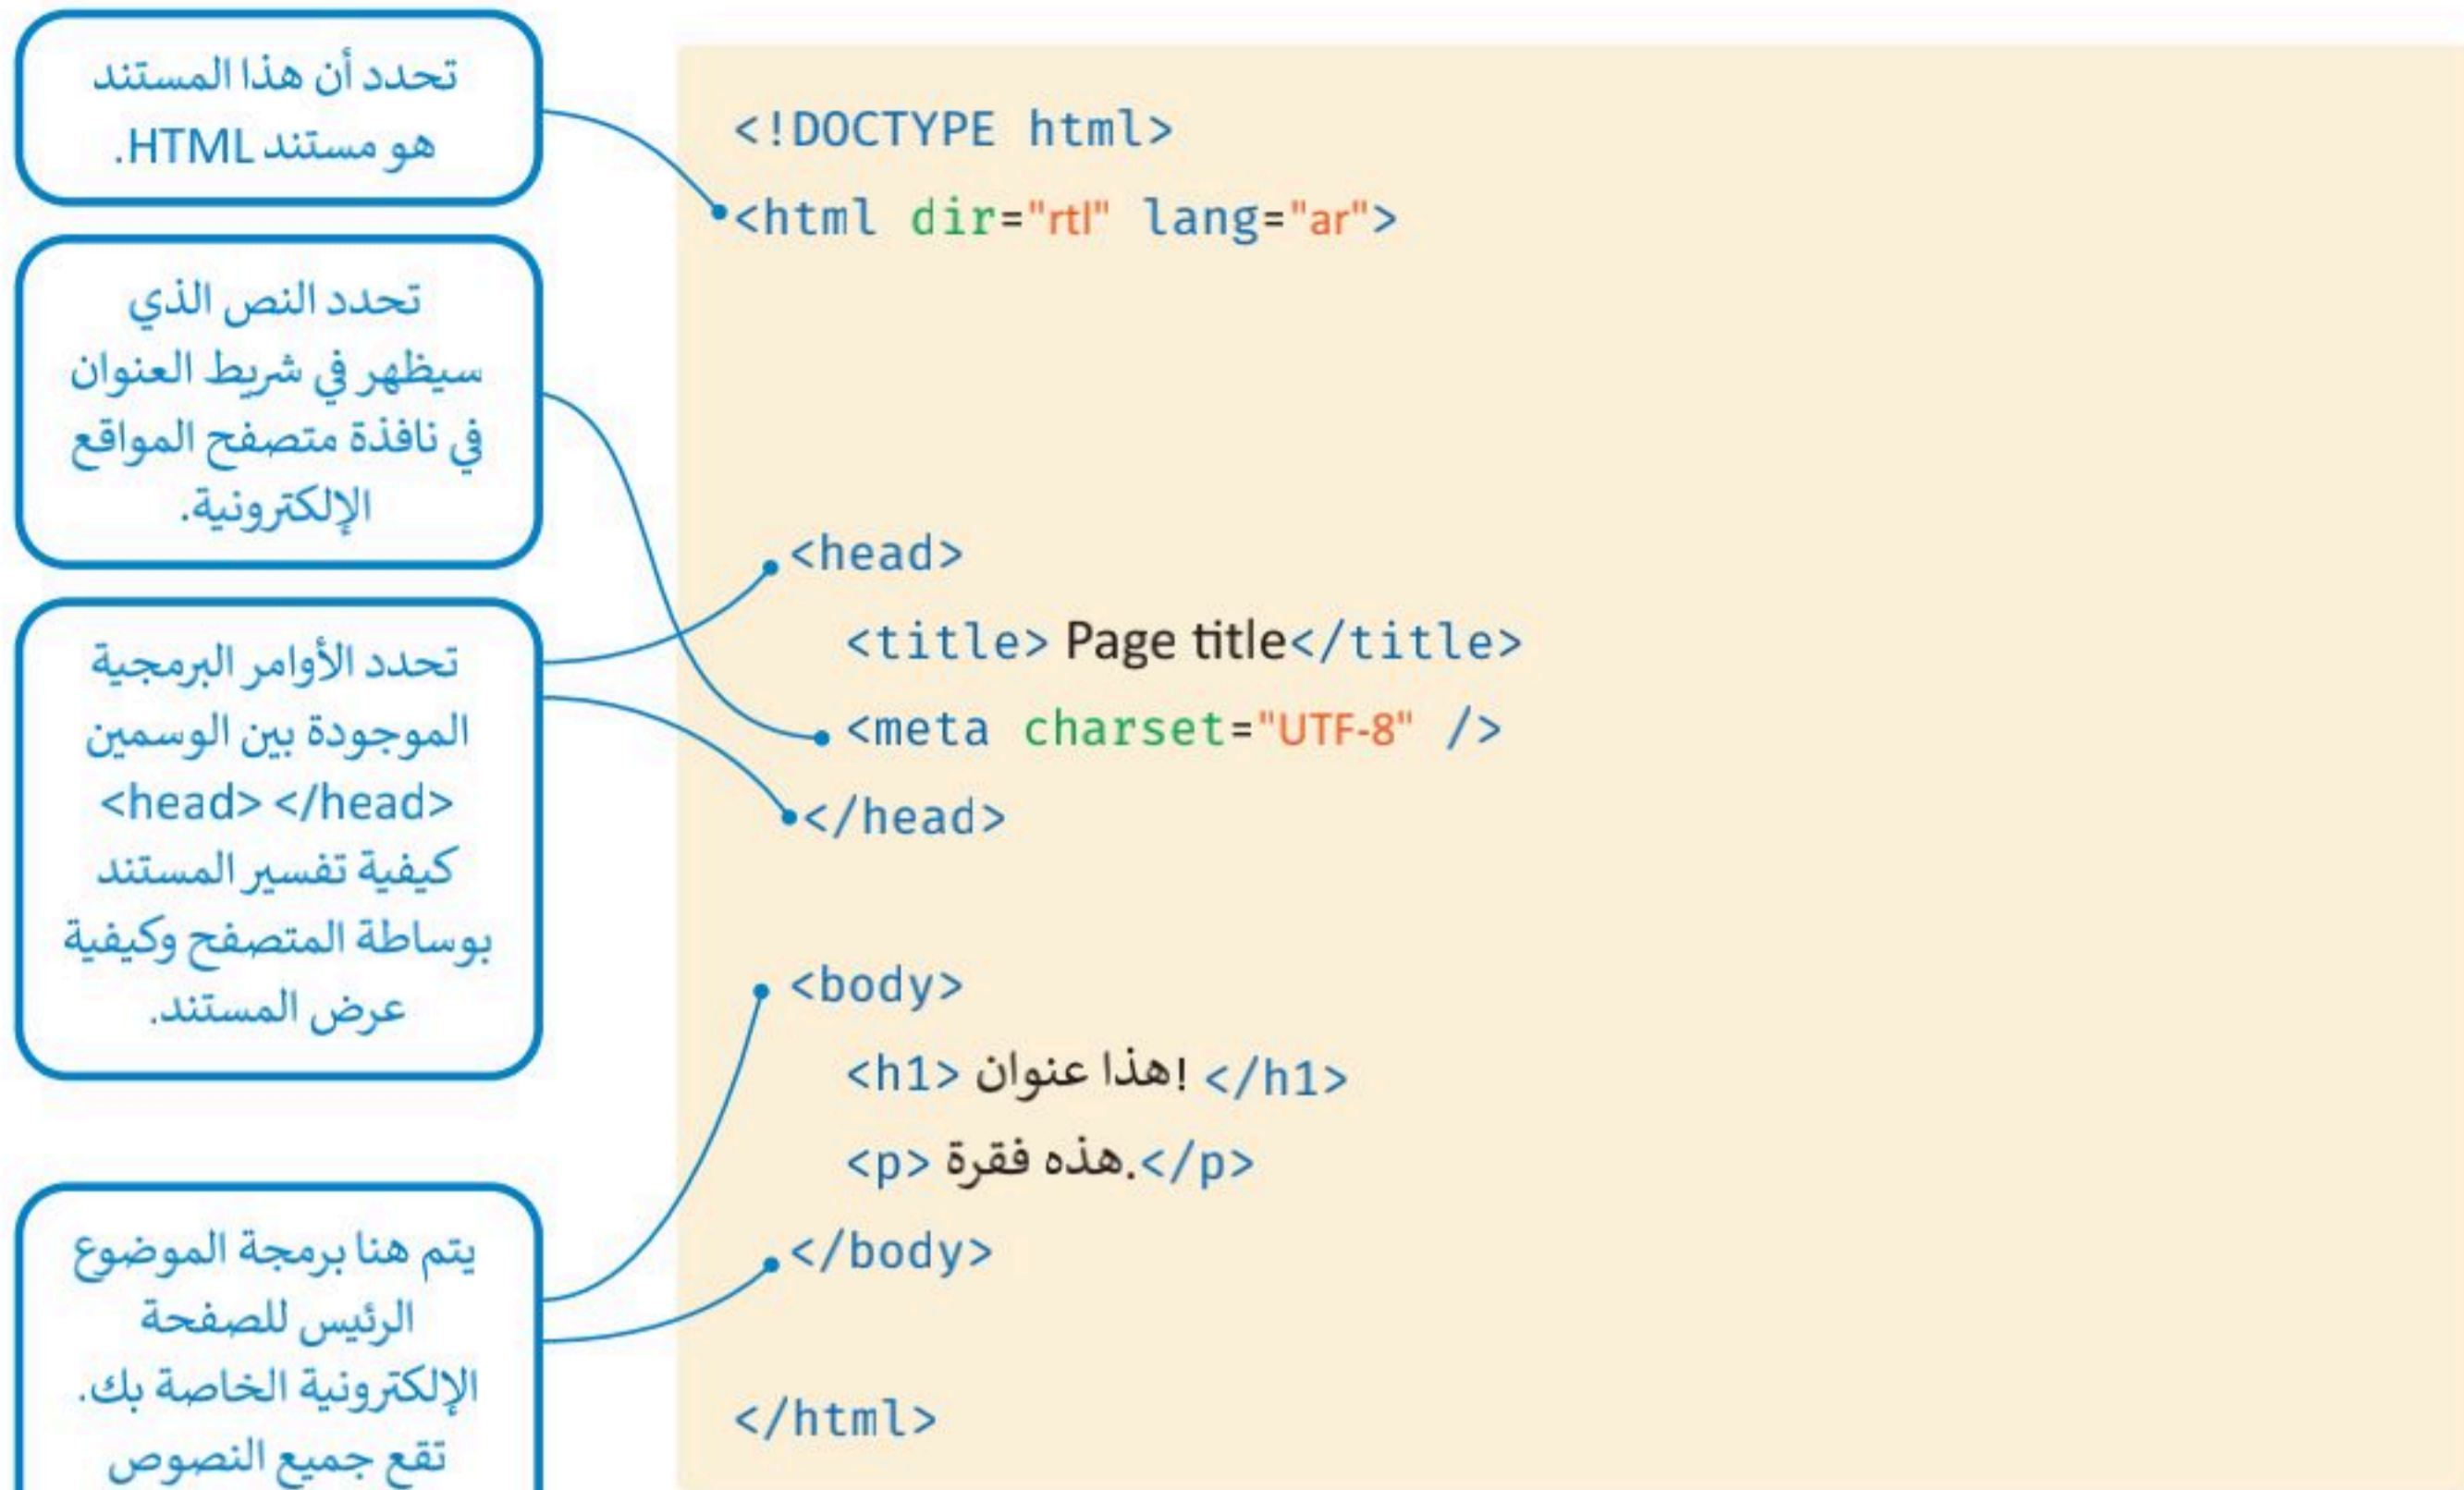 تحدد أن هذا المستند
هو مستند HTML.
تحدد النص الذي
سيظهر في شريط العنوان
في نافذة متصفح المواقع
الإلكترونية.
تحدد الأوامر البرمجية
الموجودة بين الوسمين
<head> </head>
كيفية تفسير المستند
بوساطة المتصفح وكيفية
عرض المستند.
يتم هنا برمجة الموضوع
الرئيس للصفحة
الإلكترونية الخاصة بك.
تقع جميع النصوص
<!DOCTYPE html>
<html dir="rtl" lang="ar">
<head>
<title> Page title</title>
<meta charset="UTF-8" />
</head>
<body>
<h1> هذا عنوان! </h1>
<p> هذه فقرة.</p>
</body>
</html>